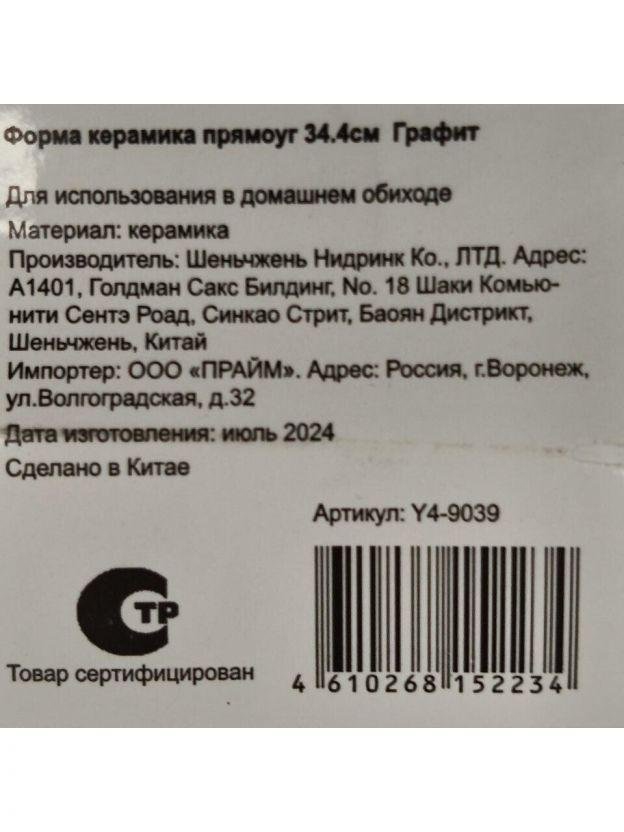 Форма керамика прямоуг 34.4см Графит
Для использования в домашнем обиходе
Материал: керамика
Производитель: Шеньчжень Нидринк Ко., ЛТД. Адрес:
А1401, Голдман Сакс Билдинг, No. 18 Шаки Комью-
нити Сентэ Роад, Синкао Стрит, Баоян Дистрикт,
Шеньчжень, Китай
Импортер: ООО «ПРАЙМ». Адрес: Россия, г.Воронеж,
ул.Волгоградская, д.32
Дата изготовления: июль 2024
Сделано в Китае
Артикул: Y4-9039
СТР
Товар сертифицирован
4 610268 152234